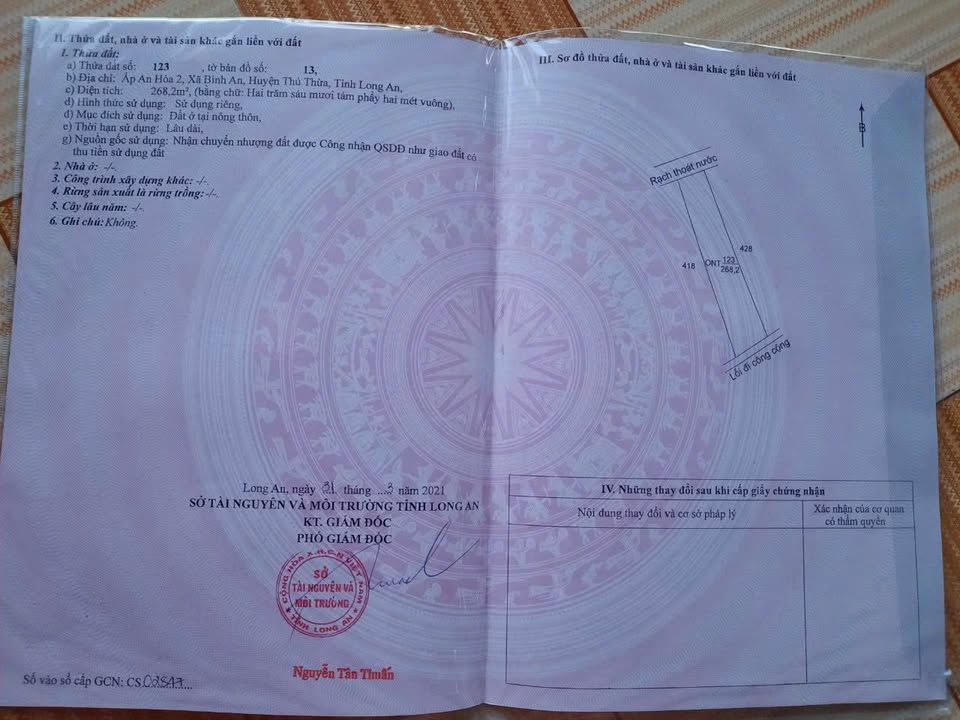 II. Thửa đất, nhà ở và tài sản khác gắn liền với đất
1. Thửa đất:
a) Thửa đất số: 123 , tờ bản đồ số: 13,
b) Địa chỉ: Ấp An Hòa 2, Xã Bình An, Huyện Thủ Thừa, Tỉnh Long An,
c) Diện tích: 268,2m², (bằng chữ: Hai trăm sáu mươi tám phẩy hai mét vuông),
d) Hình thức sử dụng: Sử dụng riêng,
đ) Mục đích sử dụng: Đất ở tại nông thôn,
e) Thời hạn sử dụng: Lâu dài,
g) Nguồn gốc sử dụng: Nhận chuyển nhượng đất được Công nhận QSDĐ như giao đất có
thu tiền sử dụng đất
2. Nhà ở: -/-.
3. Công trình xây dựng khác: -/-.
4. Rừng sản xuất là rừng trồng: -/-.
5. Cây lâu năm: -/-.
6. Ghi chú: Không.
Long An, ngày 31 tháng ...3 năm 2021
SỞ TÀI NGUYÊN VÀ MÔI TRƯỜNG TỈNH LONG AN
KT. GIÁM ĐỐC
PHÓ GIÁM ĐỐC
CỘNG HÒA X.H.C.N VIỆT NAM
SỞ
TÀI NGUYÊN VÀ
MÔI TRƯỜNG
TỈNH LONG AN
Nguyễn Tân Thuấn
Số vào sổ cấp GCN: CS
III. Sơ đồ thửa đất, nhà ở và tài sản khác gắn liền với đất
B
Rạch thoát nước
428
418
ONT 123
268,2
Lối đi công cộng
IV. Những thay đổi sau khi cấp giấy chứng nhận
Nội dung thay đổi và cơ sở pháp lý
Xác nhận của cơ quan
có thẩm quyền